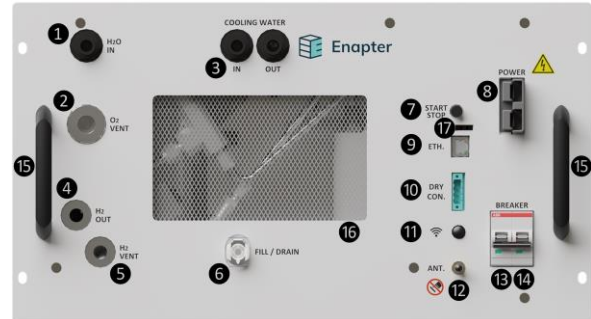 1
H₂O
IN
COOLING WATER
3
IN
OUT
Enapter
POWER
8
2
O₂
VENT
7
START
STOP
17
9
ETH.
15
15
4
H₂
OUT
10
DRY
CON.
16
11
BREAKER
5
H₂
VENT
6
FILL / DRAIN
ANT.
12
13
14